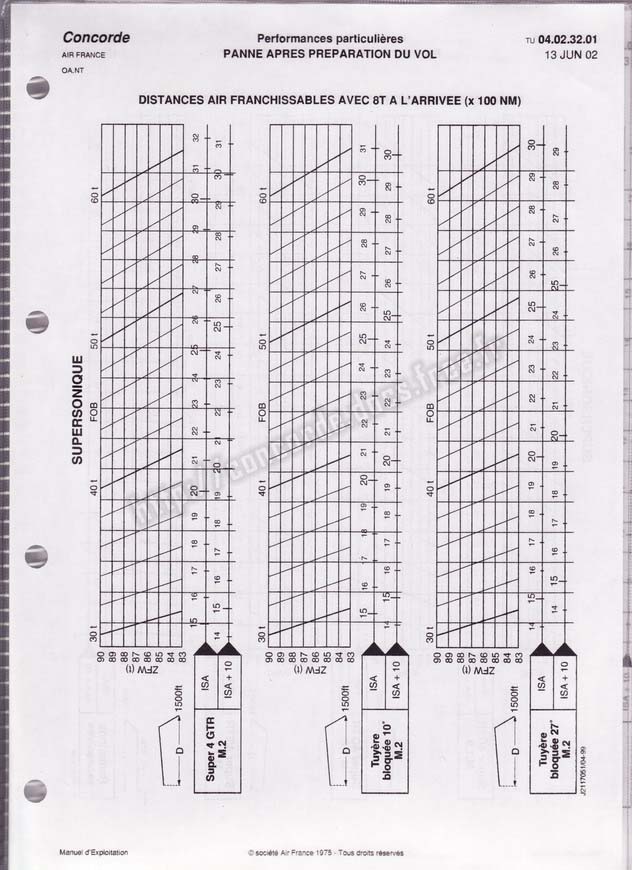 Concorde
AIR FRANCE
OA.NT
Performances particulières
PANNE APRES PREPARATION DU VOL
TU 04.02.32.01
13 JUN 02
DISTANCES AIR FRANCHISSABLES AVEC 8T A L'ARRIVEE (x 100 NM)
SUPERSONIQUE
30 t 40 t FOB 50 t 60 t
90 89 88 87 86 85 84 83
ZFW (t)
15 16 17 18 19 20 21 22 23 24 25 26 27 28 29 30 31 32
14 15 16 17 18 19 20 21 22 23 24 25 26 27 28 29 30 31
1500ft
D
Super 4 GTR
M.2
ISA
ISA + 10
30 t 40 t FOB 50 t 60 t
90 89 88 87 86 85 84 83
ZFW (t)
15 16 17 18 19 20 21 22 23 24 25 26 27 28 29 30 31
14 15 16 17 18 19 20 21 22 23 24 25 26 27 28 29 30
1500ft
D
Tuyère
bloquée 10°
M.2
ISA
ISA + 10
30 t 40 t FOB 50 t 60 t
90 89 88 87 86 85 84 83
ZFW (t)
14 15 16 17 18 19 20 21 22 23 24 25 26 27 28 29 30
14 15 16 17 18 19 20 21 22 23 24 25 26 27 28 29
1500ft
D
Tuyère
bloquée 27°
M.2
ISA
ISA + 10
J2117051/04-99
Manuel d'Exploitation
© société Air France 1975 - Tous droits réservés